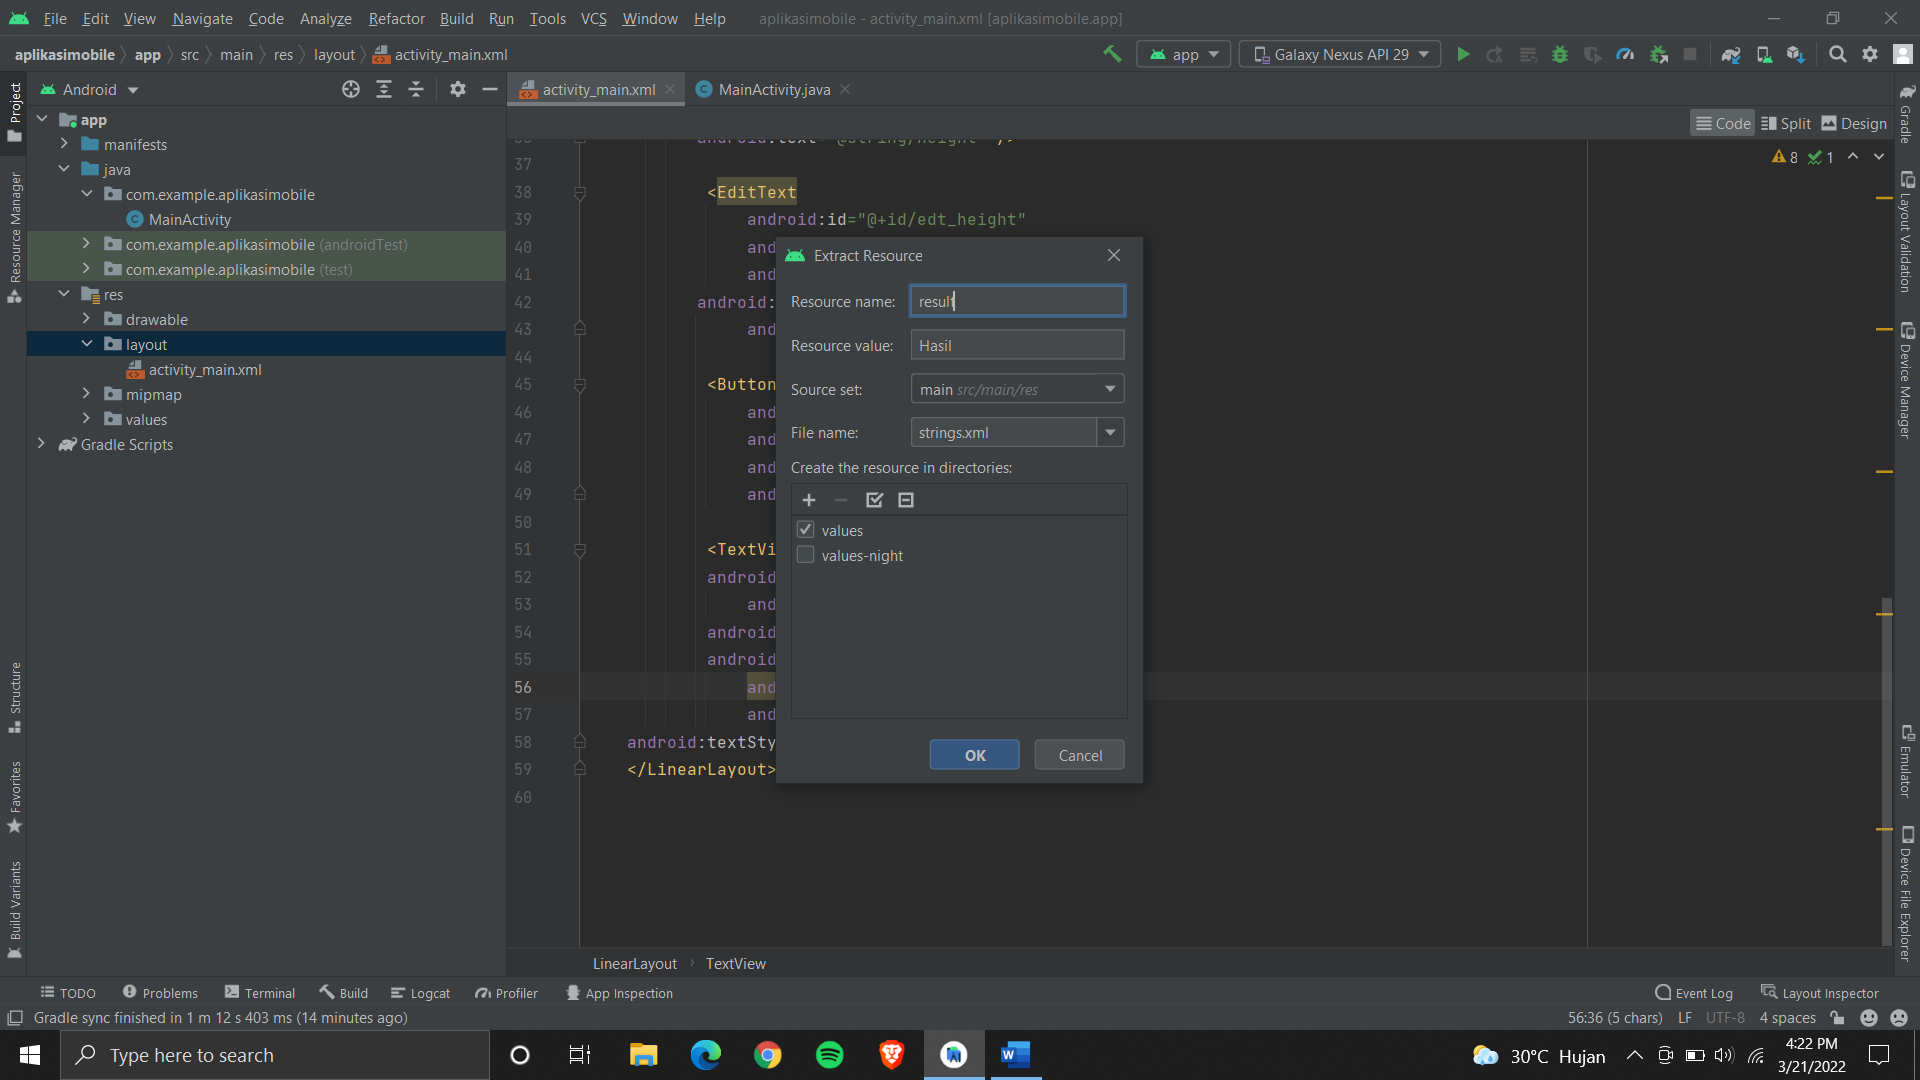 File Edit View Navigate Code Analyze Refactor Build Run Tools VCS Window Help aplikasimobile - activity_main.xml [aplikasimobile.app]
aplikasimobile app src main res layout activity_main.xml app Galaxy Nexus API 29
Android
activity_main.xml MainActivity.java
Code Split Design
8 1
Project
Resource Manager
Structure
Favorites
Build Variants
app
manifests
java
com.example.aplikasimobile
MainActivity
com.example.aplikasimobile (androidTest)
com.example.aplikasimobile (test)
res
drawable
layout
activity_main.xml
mipmap
values
Gradle Scripts
37
38 <EditText
39 android:id="@+id/edt_height"
40 and
41 and
42 android:
43 and
44
45 <Button
46 and
47 and
48 and
49 and
50
51 <TextVi
52 android
53 and
54 android
55 android
56 and
57 and
58 android:textSty
59 </LinearLayout>
60
Extract Resource
Resource name: result
Resource value: Hasil
Source set: main src/main/res
File name: strings.xml
Create the resource in directories:
values
values-night
OK Cancel
Gradle
Layout Validation
Device Manager
Emulator
Device File Explorer
LinearLayout TextView
TODO Problems Terminal Build Logcat Profiler App Inspection Event Log Layout Inspector
Gradle sync finished in 1 m 12 s 403 ms (14 minutes ago) 56:36 (5 chars) LF UTF-8 4 spaces
Type here to search
30°C Hujan
4:22 PM
3/21/2022